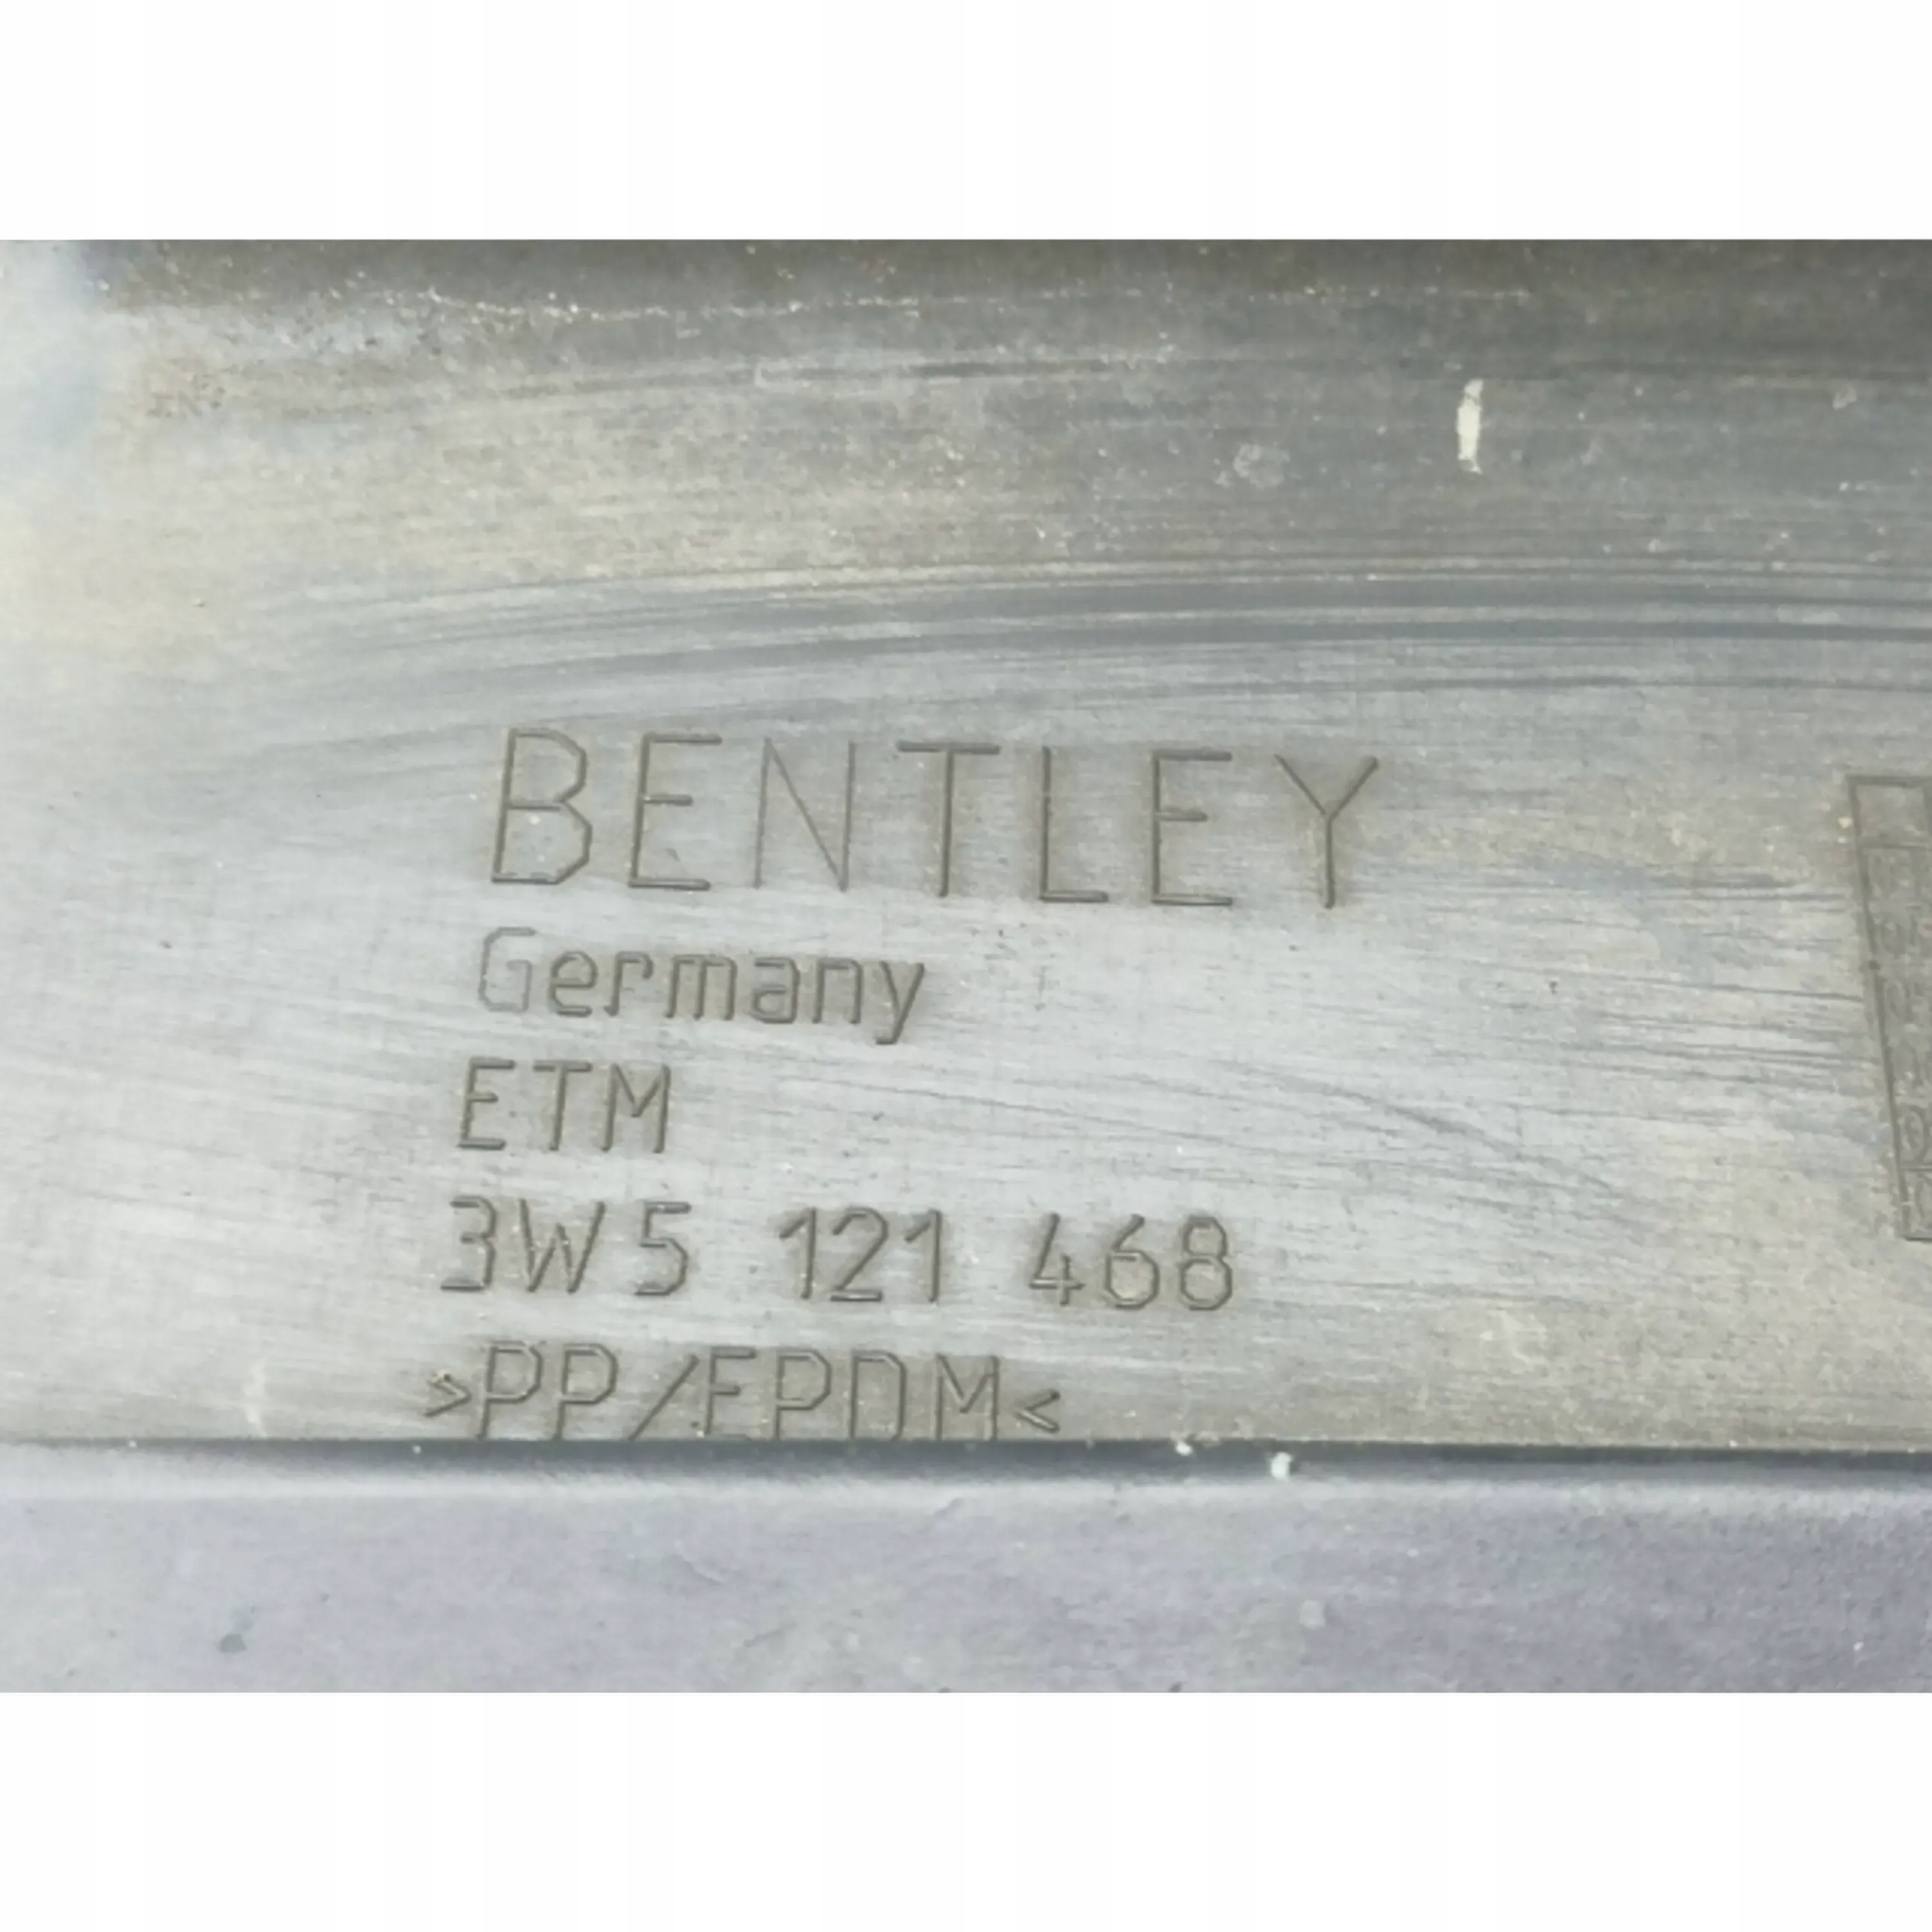 BENTLEY
Germany
ETM
3W5 121 468
>PP/EPDM<